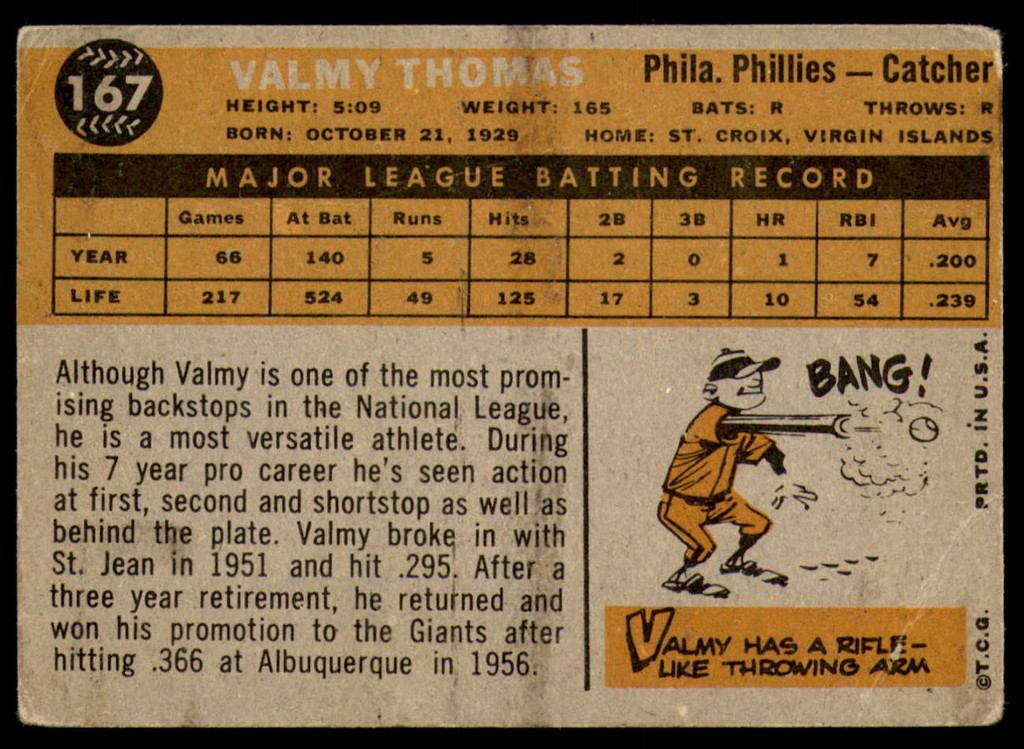 167
VALMY THOMAS
Phila. Phillies — Catcher
HEIGHT: 5:09 WEIGHT: 165 BATS: R THROWS: R
BORN: OCTOBER 21, 1929 HOME: ST. CROIX, VIRGIN ISLANDS
MAJOR LEAGUE BATTING RECORD
Games At Bat Runs Hits 2B 3B HR RBI Avg
YEAR 66 140 5 28 2 0 1 7 .200
LIFE 217 524 49 125 17 3 10 54 .239
Although Valmy is one of the most prom-
ising backstops in the National League,
he is a most versatile athlete. During
his 7 year pro career he's seen action
at first, second and shortstop as well as
behind the plate. Valmy broke in with
St. Jean in 1951 and hit .295. After a
three year retirement, he returned and
won his promotion to the Giants after
hitting .366 at Albuquerque in 1956.
BANG!
VALMY HAS A RIFLE-
LIKE THROWING ARM
©T.C.G. PRTD. IN U.S.A.